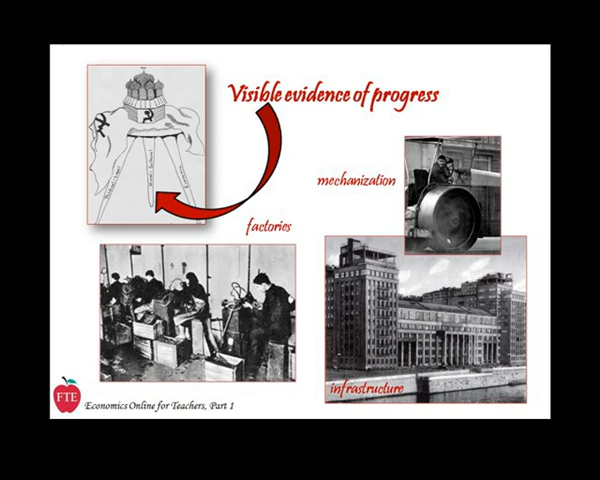 Visible evidence of progress
mechanization
factories
infrastructure
FTE
Economics Online for Teachers, Part 1